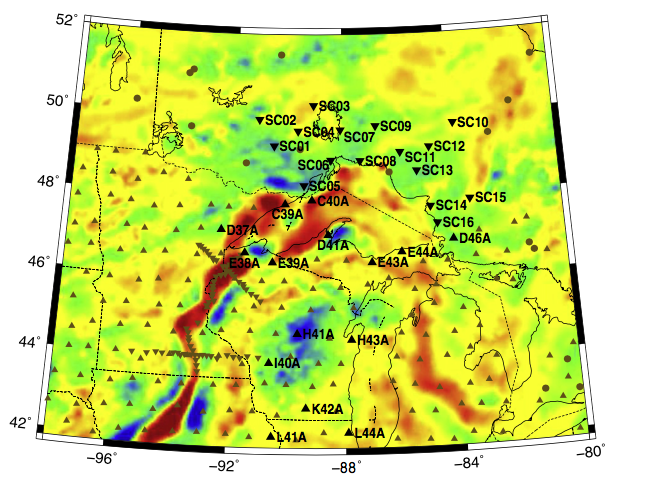 52°
50°
48°
46°
44°
42°
SC03
SC02
SC10
SC09
SC04
SC07
SC01
SC12
SC11
SC06
SC08
SC13
SC05
C40A
SC15
C39A
SC14
SC16
D37A
D41A
D46A
E44A
E38A
E39A
E43A
H41A
H43A
I40A
K42A
L41A
L44A
−96°
−92°
−88°
−84°
−80°